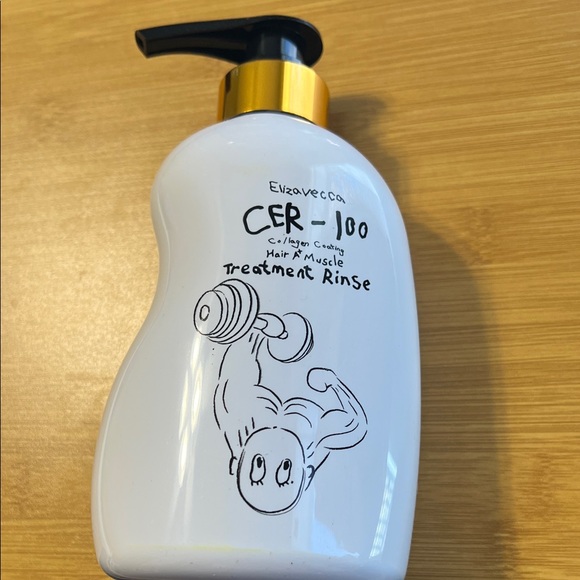 Elizavecca
CER-100
Collagen Coating
Hair A+ Muscle
Treatment Rinse